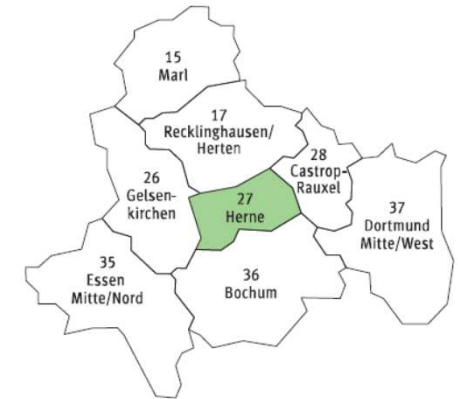 15
Marl
17
Recklinghausen/
Herten
28
Castrop-
Rauxel
26
Gelsen-
kirchen
27
Herne
37
Dortmund
Mitte/West
35
Essen
Mitte/Nord
36
Bochum